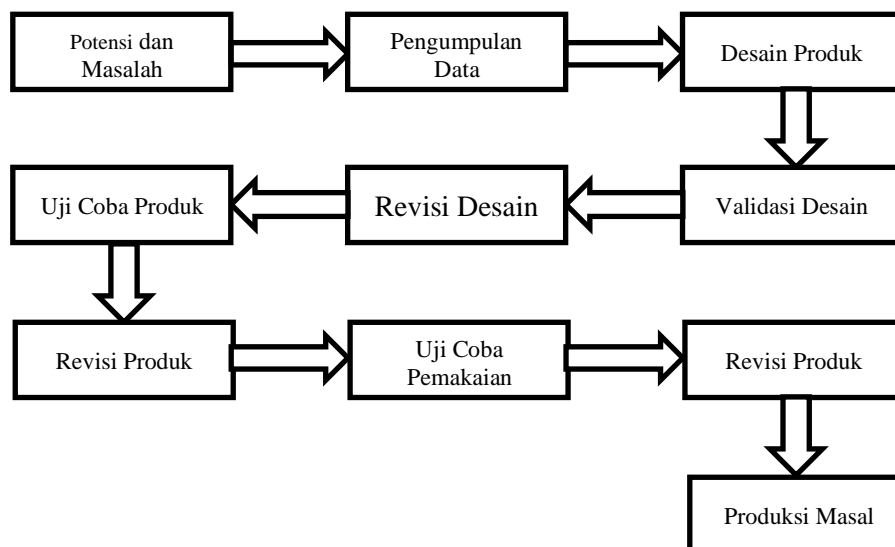 Potensi dan
Masalah
Pengumpulan
Data
Desain Produk
Uji Coba Produk
Revisi Desain
Validasi Desain
Revisi Produk
Uji Coba
Pemakaian
Revisi Produk
Produksi Masal